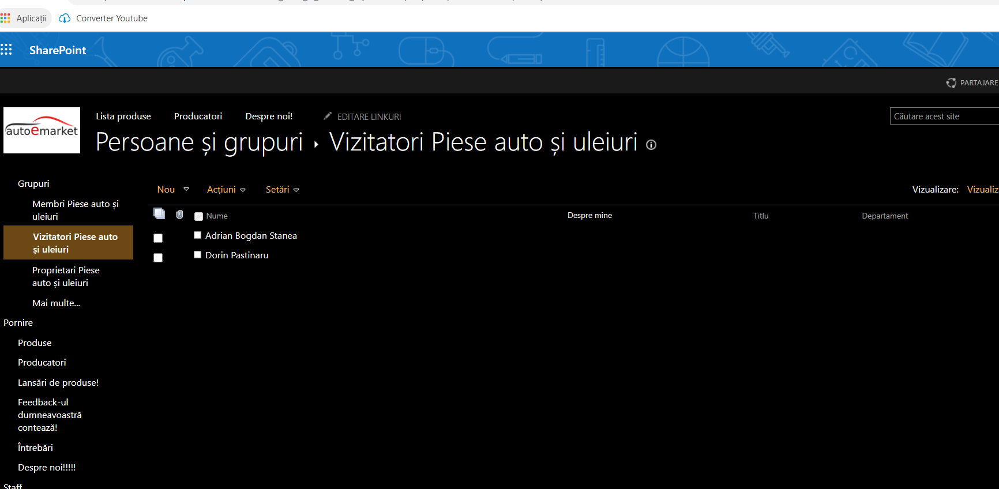 Aplicații
Converter Youtube
SharePoint
PARTAJARE
autoemarket
Lista produse
Producatori
Despre noi!
EDITARE LINKURI
Căutare acest site
Persoane și grupuri ▸ Vizitatori Piese auto și uleiuri
Grupuri
Membri Piese auto și
uleiuri
Vizitatori Piese auto
și uleiuri
Proprietari Piese
auto și uleiuri
Mai multe...
Pornire
Produse
Producatori
Lansări de produse!
Feedback-ul
dumneavoastră
contează!
Întrebări
Despre noi!!!!!
Staff
Nou
Acțiuni
Setări
Vizualizare:
Vizualiz
Nume
Despre mine
Titlu
Departament
Adrian Bogdan Stanea
Dorin Pastinaru